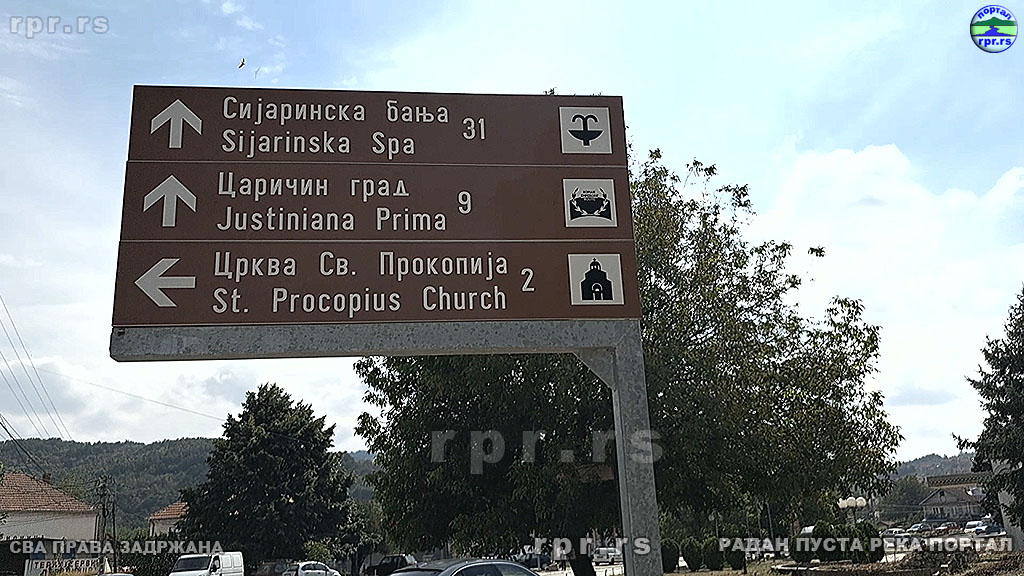 rpr.rs
портал
rpr.rs
Сијаринска бања
Sijarinska Spa
31
Царичин град
Justiniana Prima
9
Црква Св. Прокопија
St. Procopius Church
2
rpr.rs
СВА ПРАВА ЗАДРЖАНА
rpr.rs
РАДАН ПУСТА РЕКА ПОРТАЛ